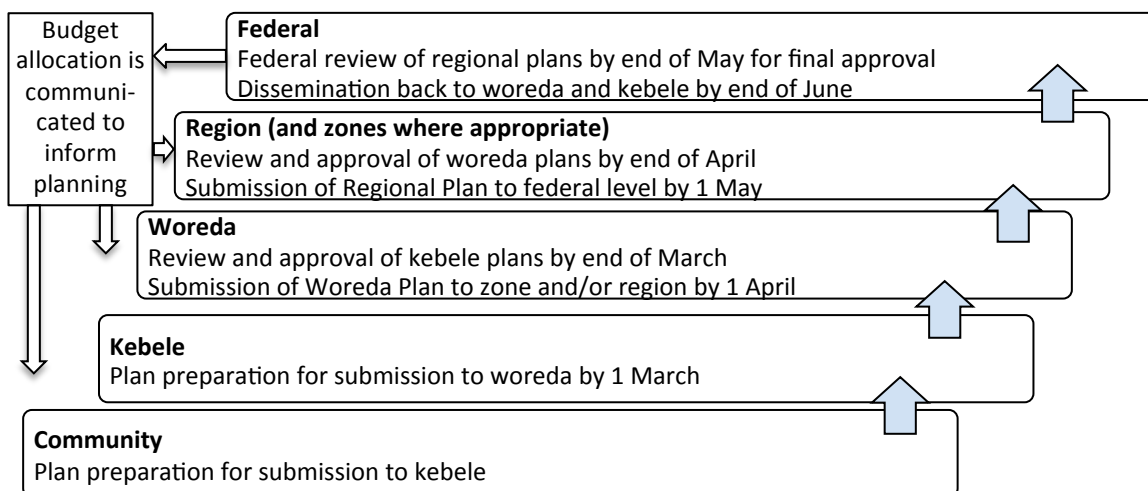 Budget
allocation is
communi-
cated to
inform
planning
Federal
Federal review of regional plans by end of May for final approval
Dissemination back to woreda and kebele by end of June
Region (and zones where appropriate)
Review and approval of woreda plans by end of April
Submission of Regional Plan to federal level by 1 May
Woreda
Review and approval of kebele plans by end of March
Submission of Woreda Plan to zone and/or region by 1 April
Kebele
Plan preparation for submission to woreda by 1 March
Community
Plan preparation for submission to kebele